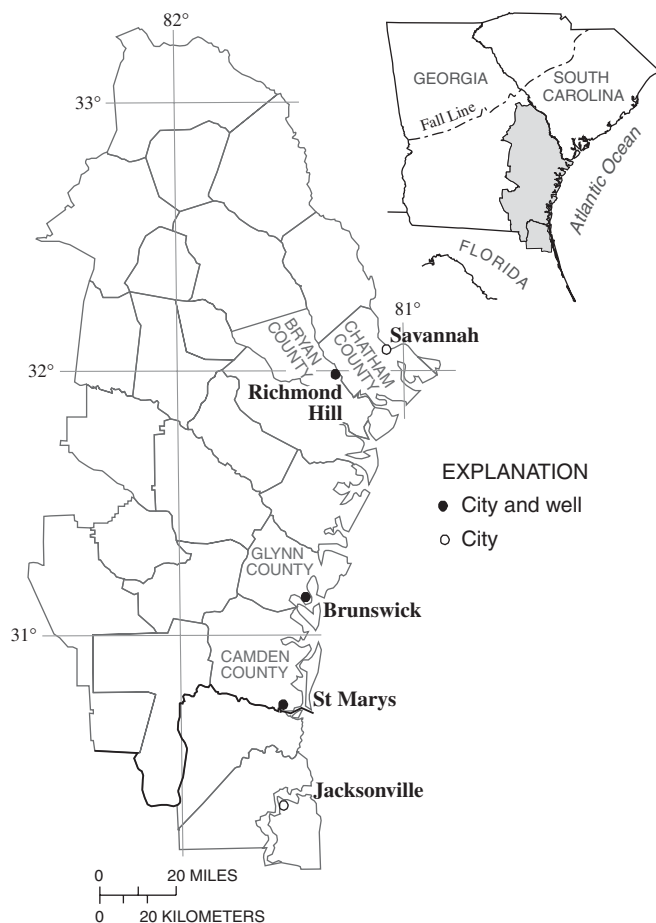 82°
33°
GEORGIA
SOUTH
CAROLINA
Fall Line
Atlantic Ocean
FLORIDA
81°
Savannah
BRYAN
COUNTY
CHATHAM
COUNTY
32°
Richmond
Hill
EXPLANATION
City and well
City
GLYNN
COUNTY
Brunswick
31°
CAMDEN
COUNTY
St Marys
Jacksonville
0 20 MILES
0 20 KILOMETERS